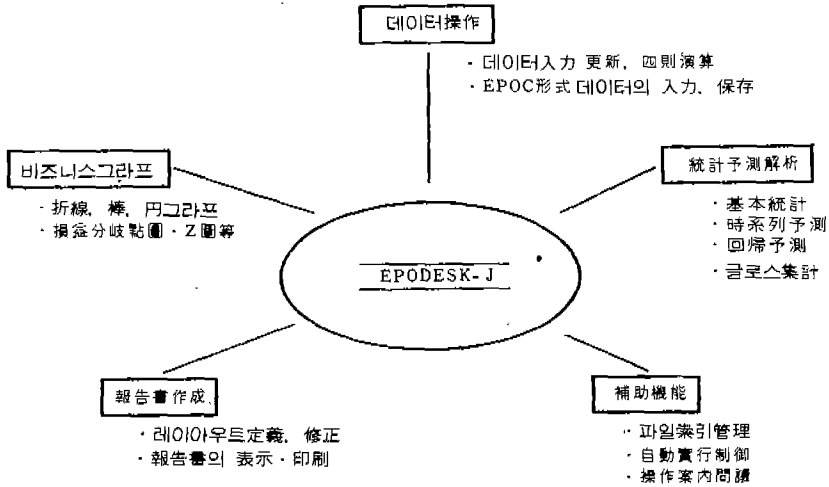 데이터操作
· 데이터入力 更新, 四則演算
· EPOC形式 데이터의 入力, 保存
비즈니스그라프
· 折線, 棒, 円그라프
· 損益分岐點圖 · Z圖等
統計予測解析
· 基本統計
· 時系列予測
· 回帰予測
· 클로스集計
EPODESK-J
報告書作成
· 레이아우트定義, 修正
· 報告書의 表示 · 印刷
補助機能
· 파일索引管理
· 自動實行制御
· 操作案内問議